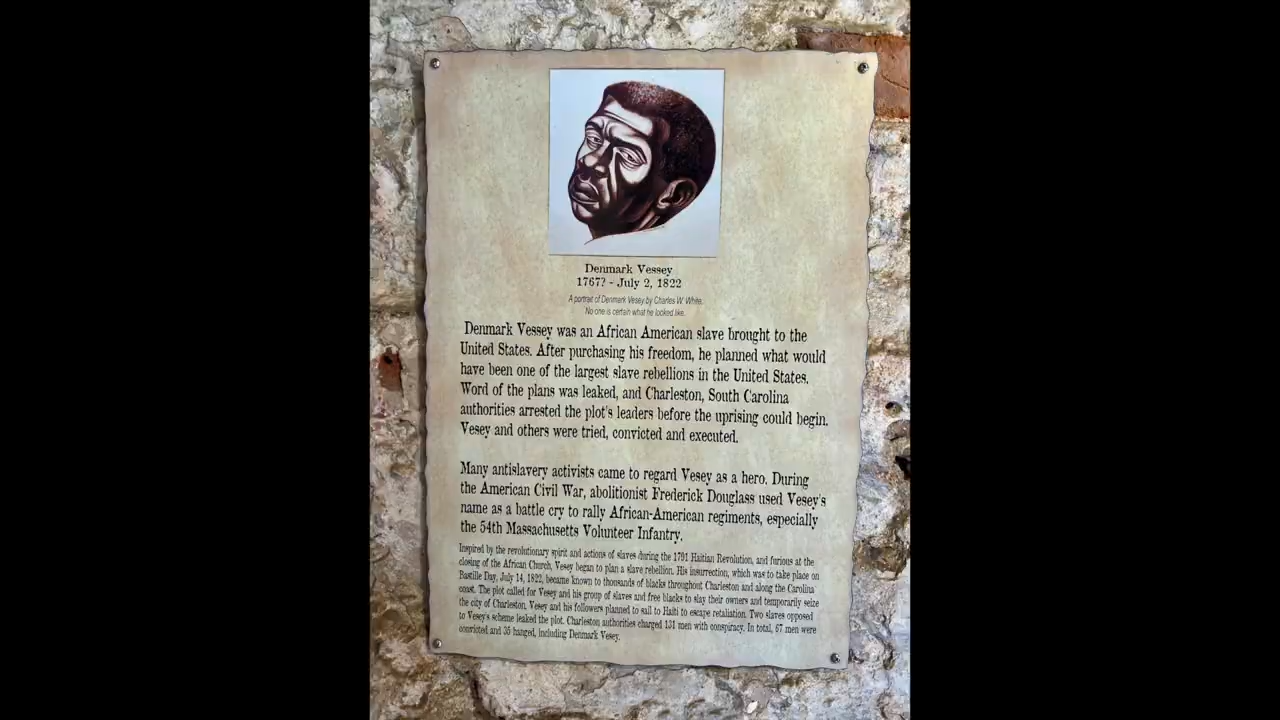 Denmark Vessey
1767? - July 2, 1822
A portrait of Denmark Vesey by Charles W. White.
No one is certain what he looked like.
Denmark Vessey was an African American slave brought to the
United States. After purchasing his freedom, he planned what would
have been one of the largest slave rebellions in the United States.
Word of the plans was leaked, and Charleston, South Carolina
authorities arrested the plot's leaders before the uprising could begin.
Vesey and others were tried, convicted and executed.
Many antislavery activists came to regard Vesey as a hero. During
the American Civil War, abolitionist Frederick Douglass used Vesey's
name as a battle cry to rally African-American regiments, especially
the 54th Massachusetts Volunteer Infantry.
Inspired by the revolutionary spirit and actions of slaves during the 1791 Haitian Revolution, and furious at the
closing of the African Church, Vesey began to plan a slave rebellion. His insurrection, which was to take place on
Bastille Day, July 14, 1822, became known to thousands of blacks throughout Charleston and along the Carolina
coast. The plot called for Vesey and his group of slaves and free blacks to slay their owners and temporarily seize
the city of Charleston. Vesey and his followers planned to sail to Haiti to escape retaliation. Two slaves opposed
to Vesey's scheme leaked the plot. Charleston authorities charged 131 men with conspiracy. In total, 67 men were
convicted and 35 hanged, including Denmark Vesey.